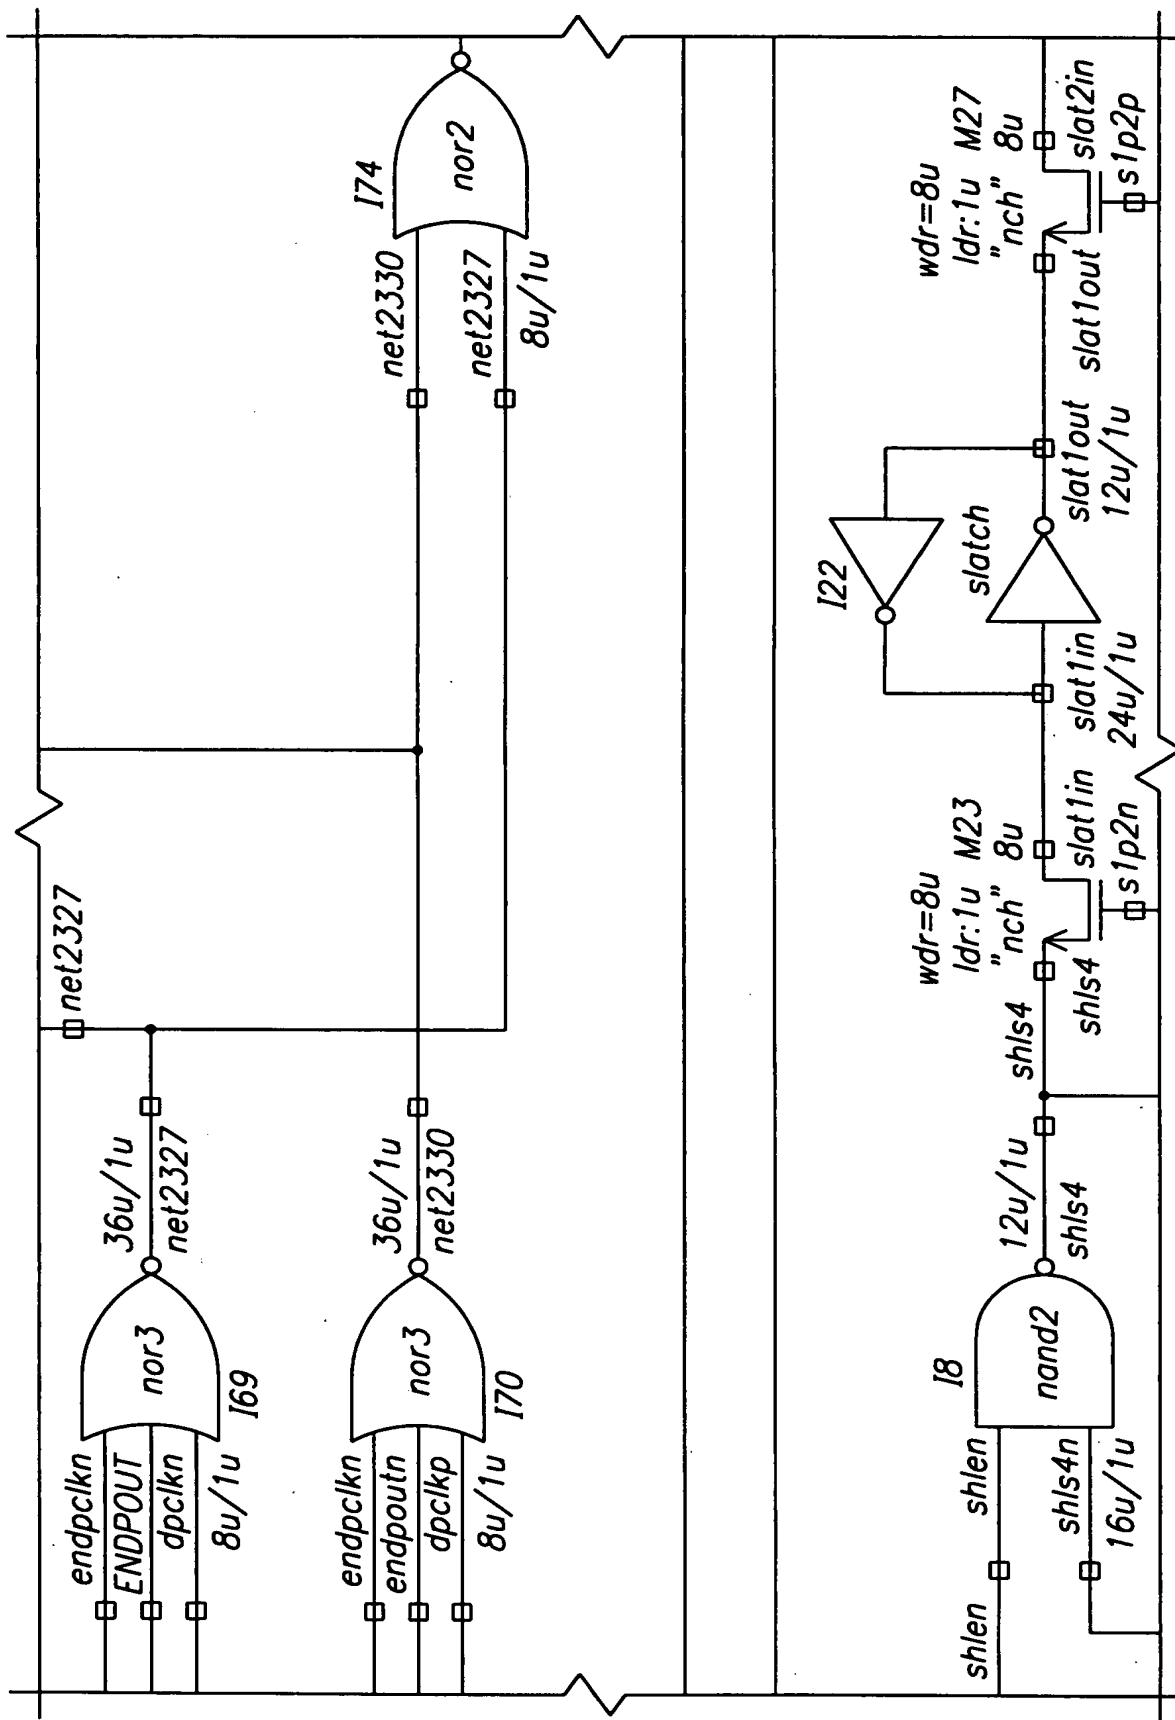 net2327
36u/1u
net2327
nor3
I69
endpclkn
ENDPOUT
dpclkn
8u/1u
36u/1u
net2330
nor3
I70
endpclkn
endpoutn
dpclkp
8u/1u
I74
nor2
net2330
net2327
8u/1u
shlen
shlen
shls4n
16u/1u
I8
nand2
12u/1u
shls4
shls4
shls4
wdr=8u
ldr:1u M23
"nch" 8u
slat1in
s1p2n
slat1in
24u/1u
I22
slatch
slat1out
12u/1u
slat1out
wdr=8u
ldr:1u M27
"nch" 8u
slat2in
s1p2p